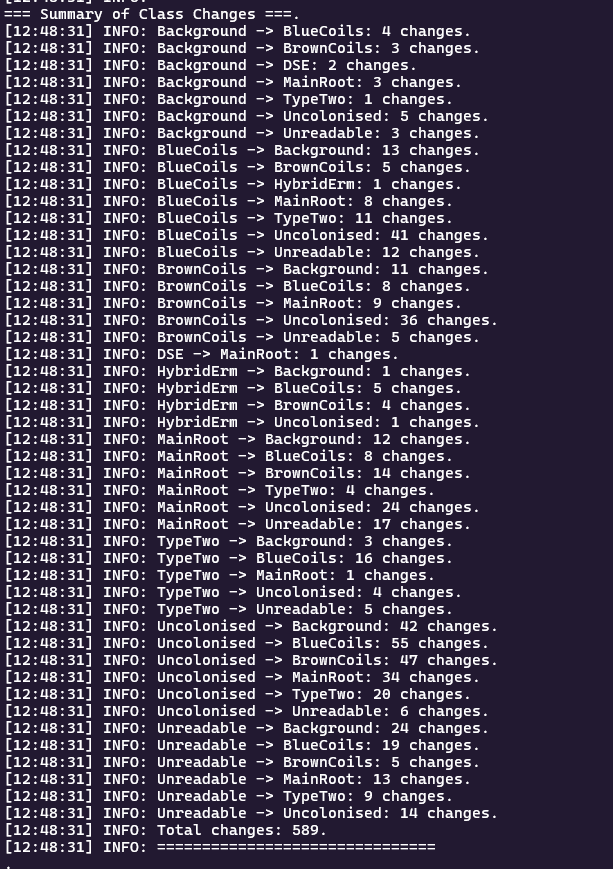 === Summary of Class Changes ===.
[12:48:31] INFO: Background -> BlueCoils: 4 changes.
[12:48:31] INFO: Background -> BrownCoils: 3 changes.
[12:48:31] INFO: Background -> DSE: 2 changes.
[12:48:31] INFO: Background -> MainRoot: 3 changes.
[12:48:31] INFO: Background -> TypeTwo: 1 changes.
[12:48:31] INFO: Background -> Uncolonised: 5 changes.
[12:48:31] INFO: Background -> Unreadable: 3 changes.
[12:48:31] INFO: BlueCoils -> Background: 13 changes.
[12:48:31] INFO: BlueCoils -> BrownCoils: 5 changes.
[12:48:31] INFO: BlueCoils -> HybridErm: 1 changes.
[12:48:31] INFO: BlueCoils -> MainRoot: 8 changes.
[12:48:31] INFO: BlueCoils -> TypeTwo: 11 changes.
[12:48:31] INFO: BlueCoils -> Uncolonised: 41 changes.
[12:48:31] INFO: BlueCoils -> Unreadable: 12 changes.
[12:48:31] INFO: BrownCoils -> Background: 11 changes.
[12:48:31] INFO: BrownCoils -> BlueCoils: 8 changes.
[12:48:31] INFO: BrownCoils -> MainRoot: 9 changes.
[12:48:31] INFO: BrownCoils -> Uncolonised: 36 changes.
[12:48:31] INFO: BrownCoils -> Unreadable: 5 changes.
[12:48:31] INFO: DSE -> MainRoot: 1 changes.
[12:48:31] INFO: HybridErm -> Background: 1 changes.
[12:48:31] INFO: HybridErm -> BlueCoils: 5 changes.
[12:48:31] INFO: HybridErm -> BrownCoils: 4 changes.
[12:48:31] INFO: HybridErm -> Uncolonised: 1 changes.
[12:48:31] INFO: MainRoot -> Background: 12 changes.
[12:48:31] INFO: MainRoot -> BlueCoils: 8 changes.
[12:48:31] INFO: MainRoot -> BrownCoils: 14 changes.
[12:48:31] INFO: MainRoot -> TypeTwo: 4 changes.
[12:48:31] INFO: MainRoot -> Uncolonised: 24 changes.
[12:48:31] INFO: MainRoot -> Unreadable: 17 changes.
[12:48:31] INFO: TypeTwo -> Background: 3 changes.
[12:48:31] INFO: TypeTwo -> BlueCoils: 16 changes.
[12:48:31] INFO: TypeTwo -> MainRoot: 1 changes.
[12:48:31] INFO: TypeTwo -> Uncolonised: 4 changes.
[12:48:31] INFO: TypeTwo -> Unreadable: 5 changes.
[12:48:31] INFO: Uncolonised -> Background: 42 changes.
[12:48:31] INFO: Uncolonised -> BlueCoils: 55 changes.
[12:48:31] INFO: Uncolonised -> BrownCoils: 47 changes.
[12:48:31] INFO: Uncolonised -> MainRoot: 34 changes.
[12:48:31] INFO: Uncolonised -> TypeTwo: 20 changes.
[12:48:31] INFO: Uncolonised -> Unreadable: 6 changes.
[12:48:31] INFO: Unreadable -> Background: 24 changes.
[12:48:31] INFO: Unreadable -> BlueCoils: 19 changes.
[12:48:31] INFO: Unreadable -> BrownCoils: 5 changes.
[12:48:31] INFO: Unreadable -> MainRoot: 13 changes.
[12:48:31] INFO: Unreadable -> TypeTwo: 9 changes.
[12:48:31] INFO: Unreadable -> Uncolonised: 14 changes.
[12:48:31] INFO: Total changes: 589.
[12:48:31] INFO: ===============================
.